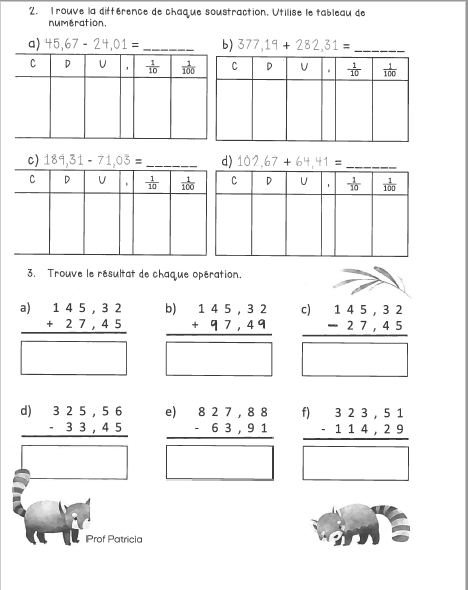 2. Trouve la différence de chaque soustraction. Utilise le tableau de
numération.
a) 45,67 - 24,01 = ______ b) 377,19 + 282,31 = ______
C D U , 1/10 1/100 C D U , 1/10 1/100
c) 189,31 - 71,03 = ______ d) 102,67 + 64,41 = ______
C D U , 1/10 1/100 C D U , 1/10 1/100
3. Trouve le résultat de chaque opération.
a) 145,32 b) 145,32 c) 145,32
+ 27,45 + 97,49 - 27,45
d) 325,56 e) 827,88 f) 323,51
- 33,45 - 63,91 - 114,29
Prof Patricia